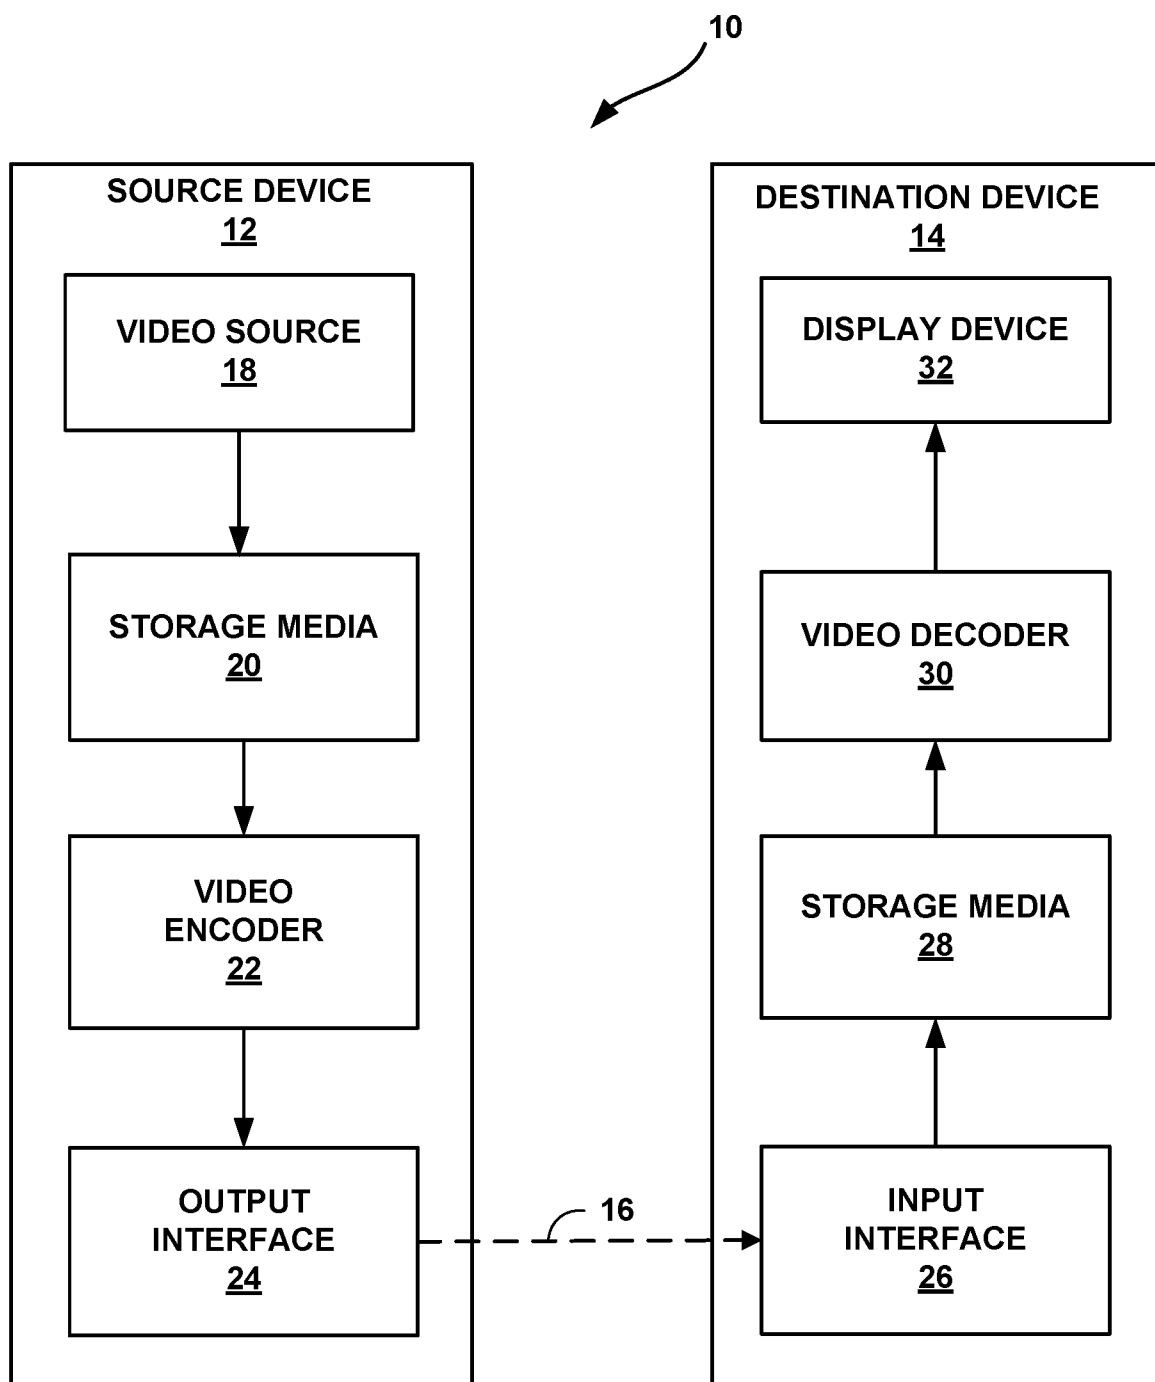 10
SOURCE DEVICE
12
VIDEO SOURCE
18
STORAGE MEDIA
20
VIDEO
ENCODER
22
OUTPUT
INTERFACE
24
16
DESTINATION DEVICE
14
DISPLAY DEVICE
32
VIDEO DECODER
30
STORAGE MEDIA
28
INPUT
INTERFACE
26